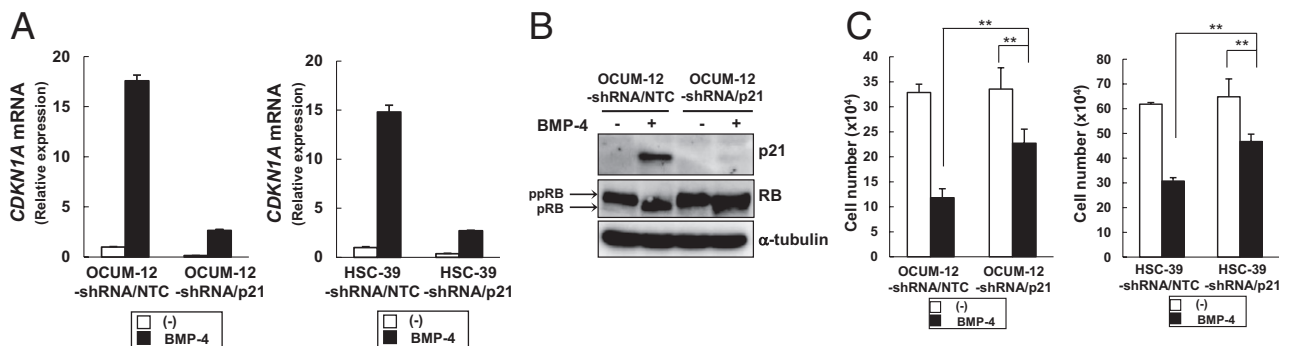 A
CDKN1A mRNA
(Relative expression)
20
15
10
5
0
OCUM-12
-shRNA/NTC
OCUM-12
-shRNA/p21
(-)
BMP-4
CDKN1A mRNA
(Relative expression)
20
15
10
5
0
HSC-39
-shRNA/NTC
HSC-39
-shRNA/p21
(-)
BMP-4
B
OCUM-12
-shRNA/NTC
OCUM-12
-shRNA/p21
BMP-4 - + - +
p21
ppRB
pRB
RB
α-tubulin
C
**
**
Cell number (x10⁴)
40
35
30
25
20
15
10
5
0
OCUM-12
-shRNA/NTC
OCUM-12
-shRNA/p21
(-)
BMP-4
**
**
Cell number (x10⁴)
80
70
60
50
40
30
20
10
0
HSC-39
-shRNA/NTC
HSC-39
-shRNA/p21
(-)
BMP-4